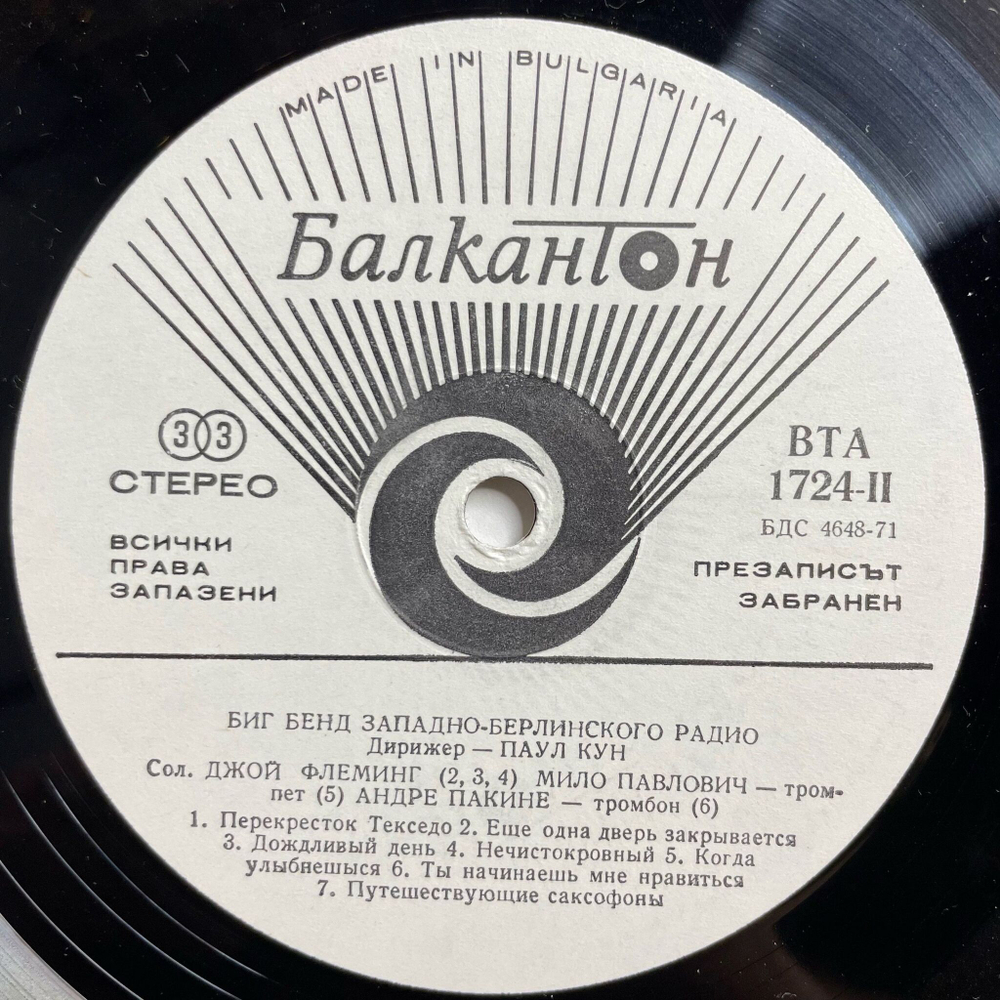 MADE IN BULGARIA
Балкантон
33
СТЕРЕО
ВСИЧКИ
ПРАВА
ЗАПАЗЕНИ
ВТА
1724-II
БДС 4648-71
ПРЕЗАПИСЪТ
ЗАБРАНЕН
БИГ БЕНД ЗАПАДНО-БЕРЛИНСКОГО РАДИО
Дирижер — ПАУЛ КУН
Сол. ДЖОЙ ФЛЕМИНГ (2, 3, 4) МИЛО ПАВЛОВИЧ — тром-
пет (5) АНДРЕ ПАКИНЕ — тромбон (6)
1. Перекресток Текседо 2. Еще одна дверь закрывается
3. Дождливый день 4. Нечистокровный 5. Когда
улыбнешыся 6. Ты начинаешь мне нравиться
7. Путешествующие саксофоны